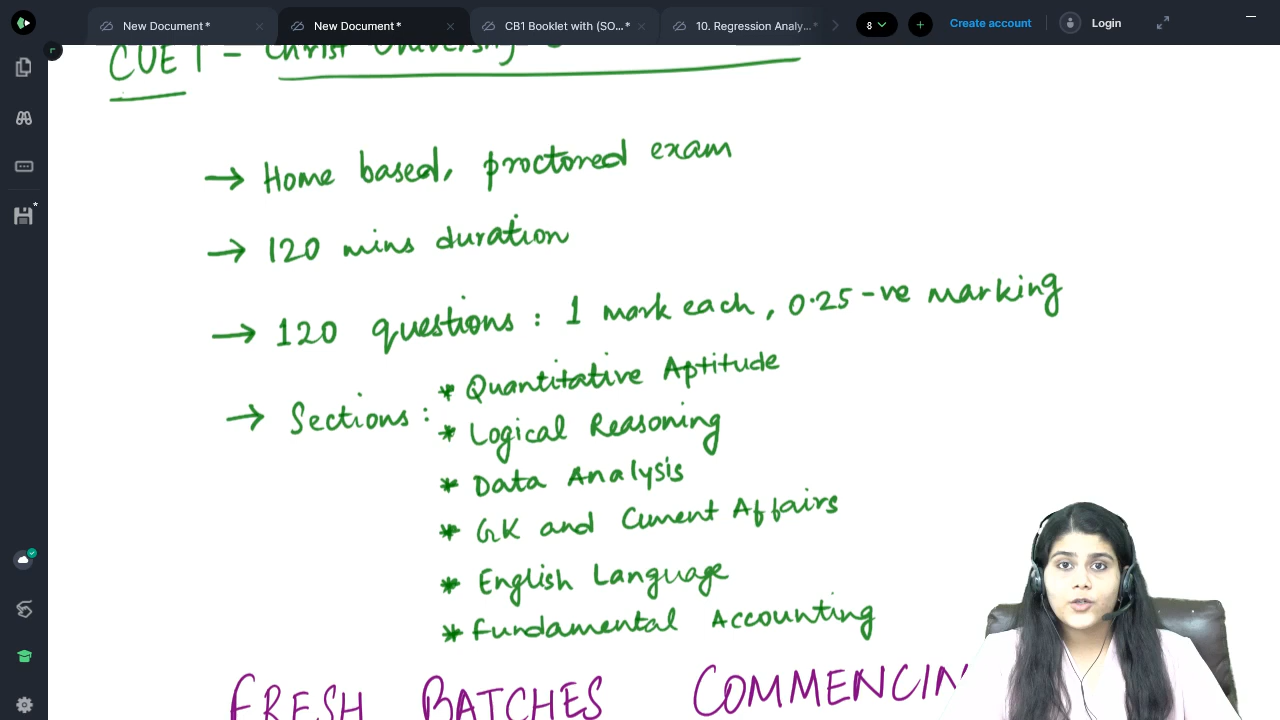 New Document*
New Document*
CB1 Booklet with (SO...*
10. Regression Analy...*
8
Create account
Login
CUET - Christ University
→ Home based, proctored exam
→ 120 mins duration
→ 120 questions : 1 mark each, 0.25 -ve marking
→ Sections :
* Quantitative Aptitude
* Logical Reasoning
* Data Analysis
* GK and Current Affairs
* English Language
* Fundamental Accounting
FRESH BATCHES COMMENCIN